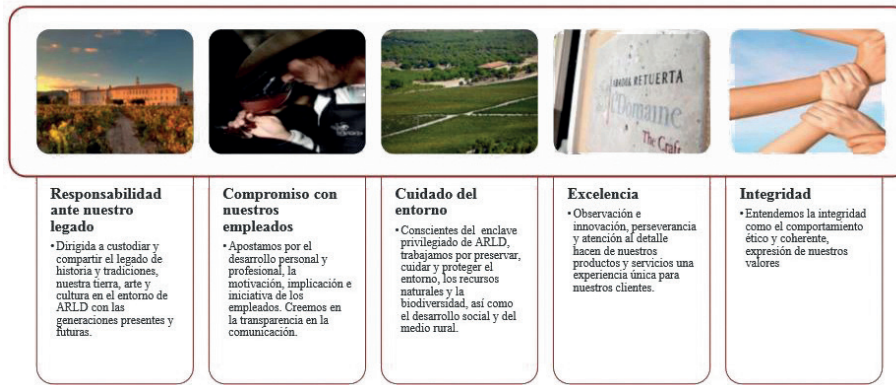 ABADÍA RETUERTA
LeDomaine
The Craft
Responsabilidad
ante nuestro
legado
• Dirigida a custodiar y
compartir el legado de
historia y tradiciones,
nuestra tierra, arte y
cultura en el entorno de
ARLD con las
generaciones presentes y
futuras.
Compromiso con
nuestros
empleados
• Apostamos por el
desarrollo personal y
profesional, la
motivación, implicación e
iniciativa de los
empleados. Creemos en
la transparencia en la
comunicación.
Cuidado del
entorno
• Conscientes del enclave
privilegiado de ARLD,
trabajamos por preservar,
cuidar y proteger el
entorno, los recursos
naturales y la
biodiversidad, así como
el desarrollo social y del
medio rural.
Excelencia
• Observación e
innovación, perseverancia
y atención al detalle
hacen de nuestros
productos y servicios una
experiencia única para
nuestros clientes.
Integridad
• Entendemos la integridad
como el comportamiento
ético y coherente,
expresión de nuestros
valores